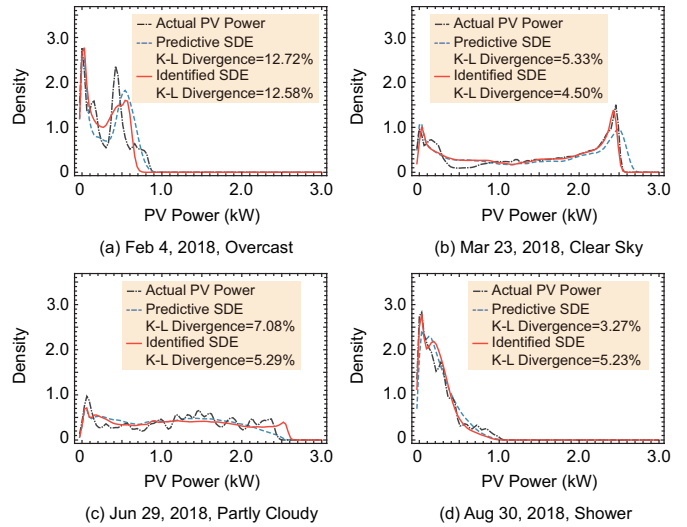 Actual PV Power
Predictive SDE
K-L Divergence=12.72%
Identified SDE
K-L Divergence=12.58%
Density
3.0
2.0
1.0
0
0 1.0 2.0 3.0
PV Power (kW)
(a) Feb 4, 2018, Overcast
Actual PV Power
Predictive SDE
K-L Divergence=5.33%
Identified SDE
K-L Divergence=4.50%
Density
3.0
2.0
1.0
0
0 1.0 2.0 3.0
PV Power (kW)
(b) Mar 23, 2018, Clear Sky
Actual PV Power
Predictive SDE
K-L Divergence=7.08%
Identified SDE
K-L Divergence=5.29%
Density
3.0
2.0
1.0
0
0 1.0 2.0 3.0
PV Power (kW)
(c) Jun 29, 2018, Partly Cloudy
Actual PV Power
Predictive SDE
K-L Divergence=3.27%
Identified SDE
K-L Divergence=5.23%
Density
3.0
2.0
1.0
0
0 1.0 2.0 3.0
PV Power (kW)
(d) Aug 30, 2018, Shower